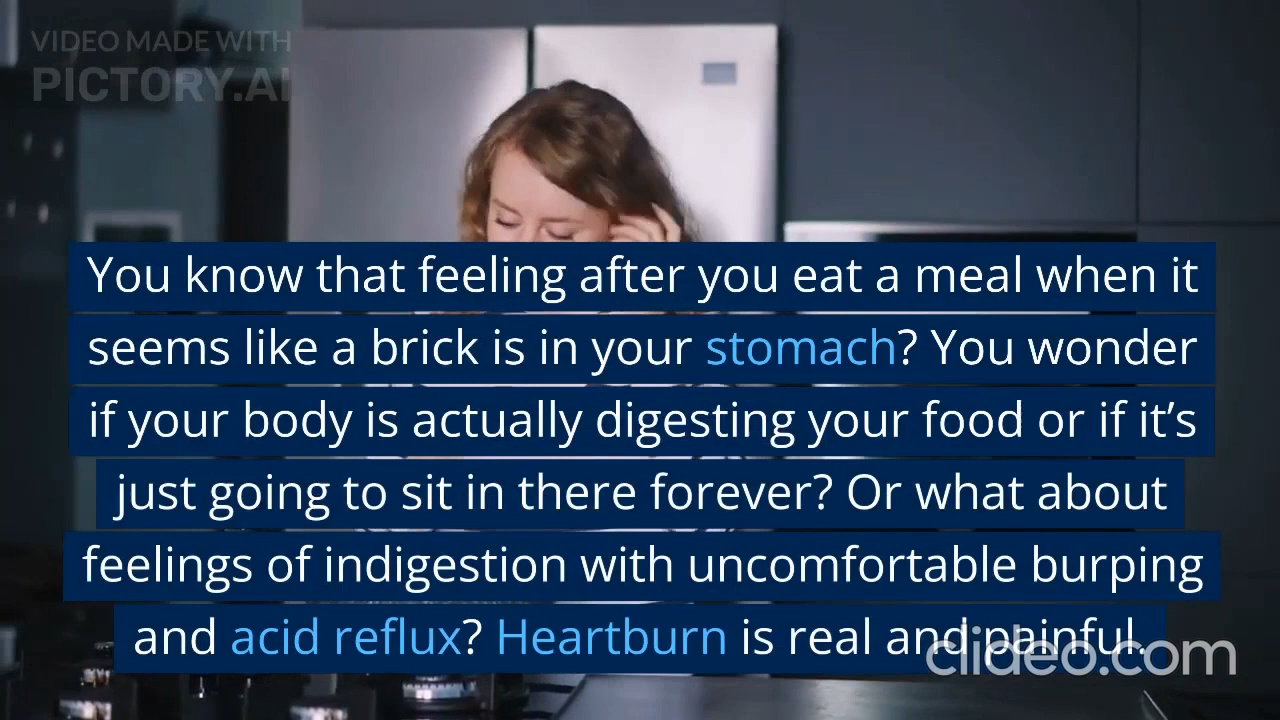 VIDEO MADE WITH
PICTORY.AI
You know that feeling after you eat a meal when it
seems like a brick is in your stomach? You wonder
if your body is actually digesting your food or if it’s
just going to sit in there forever? Or what about
feelings of indigestion with uncomfortable burping
and acid reflux? Heartburn is real and painful.
clideo.com